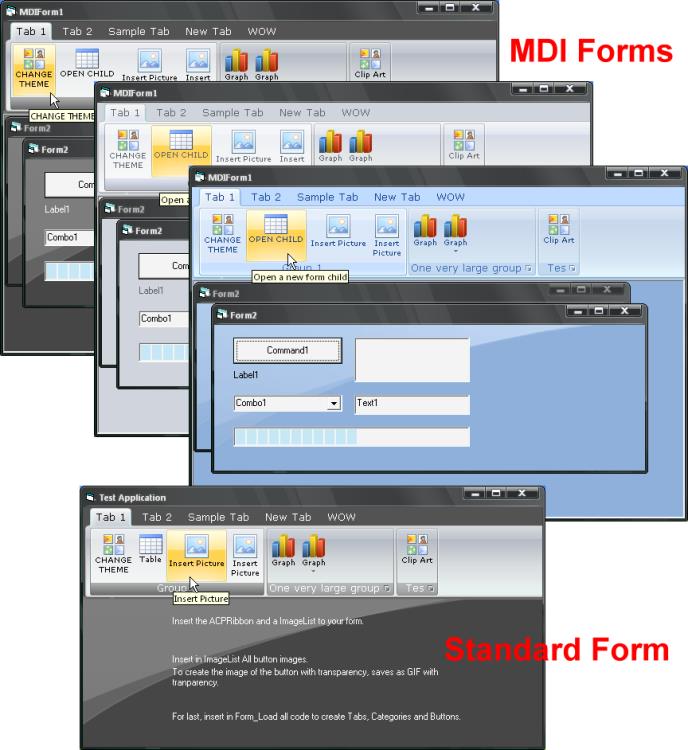 MDIForm1
Tab 1 Tab 2 Sample Tab New Tab WOW
MDI Forms
CHANGE THEME
OPEN CHILD
Insert Picture
Insert
Graph
Graph
Clip Art
CHANGE THEME
Form2
Form2
Com
Label1
Combo1
MDIForm1
Tab 1 Tab 2 Sample Tab New Tab WOW
CHANGE THEME
OPEN CHILD
Insert Picture
Insert
Graph
Graph
Clip Art
Open a
Form2
Form2
Com
Label1
Combo1
MDIForm1
Tab 1 Tab 2 Sample Tab New Tab WOW
CHANGE
THEME
OPEN CHILD
Insert Picture
Insert
Picture
Graph
Graph
Clip Art
Group 1
One very large group
Tes
Open a new form child
Form2
Form2
Command1
Label1
Combo1
Text1
Test Application
Tab 1 Tab 2 Sample Tab New Tab WOW
CHANGE
THEME
Table
Insert Picture
Insert
Picture
Graph
Graph
Clip Art
Group
One very large group
Tes
Insert Picture
Insert the ACPRibbon and a ImageList to your form.
Standard Form
Insert in ImageList All button images.
To create the image of the button with transparency, saves as GIF with
tranparency.
For last, insert in Form_Load all code to create Tabs, Categories and Buttons.